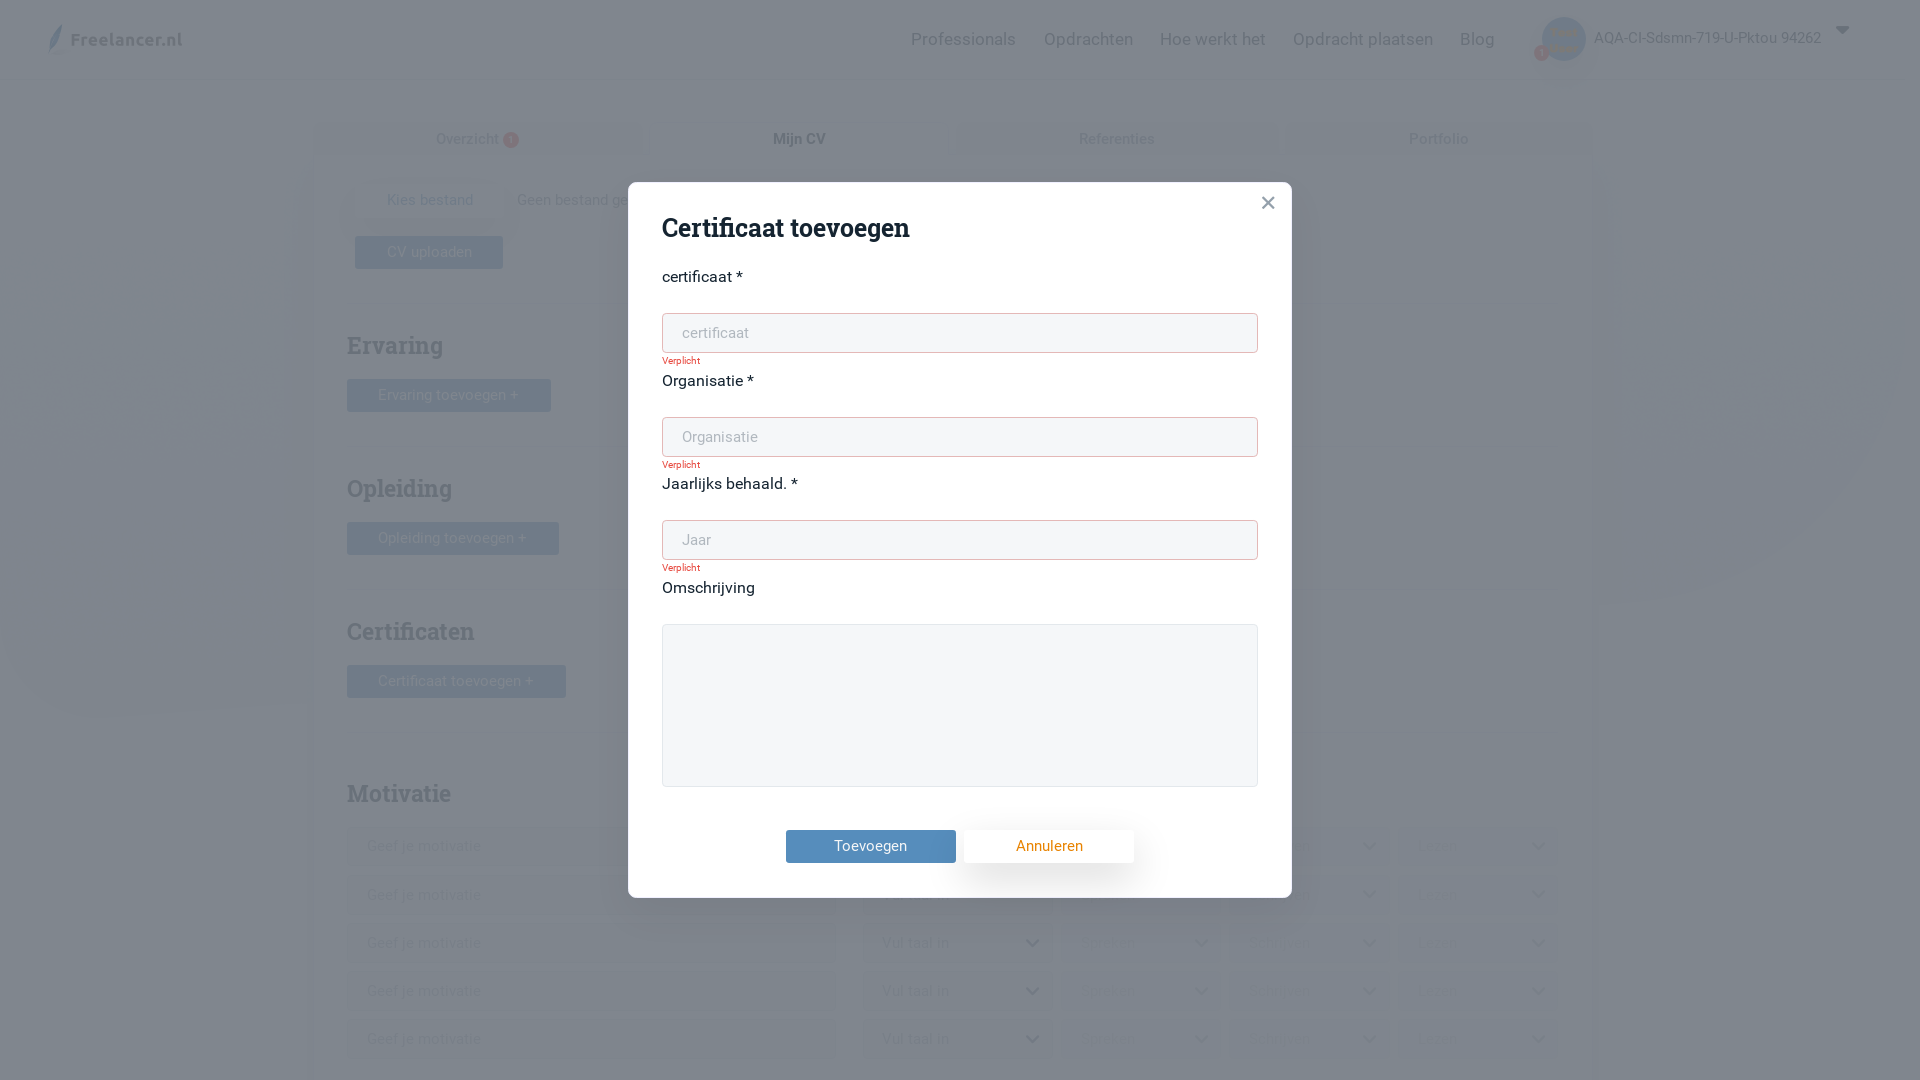 Freelancer.nl
Professionals Opdrachten Hoe werkt het Opdracht plaatsen Blog AQA-CI-Sdsmn-719-U-Pktou 94262
Overzicht ! Mijn CV Referenties Portfolio
Kies bestand Geen bestand ge
CV uploaden
Ervaring
Ervaring toevoegen +
Opleiding
Opleiding toevoegen +
Certificaten
Certificaat toevoegen +
Motivatie
Geef je motivatie
Geef je motivatie
Geef je motivatie Vul taal in
Geef je motivatie Vul taal in
Geef je motivatie Vul taal in
Certificaat toevoegen
certificaat *
certificaat
Verplicht
Organisatie *
Organisatie
Verplicht
Jaarlijks behaald. *
Jaar
Verplicht
Omschrijving
Toevoegen Annuleren